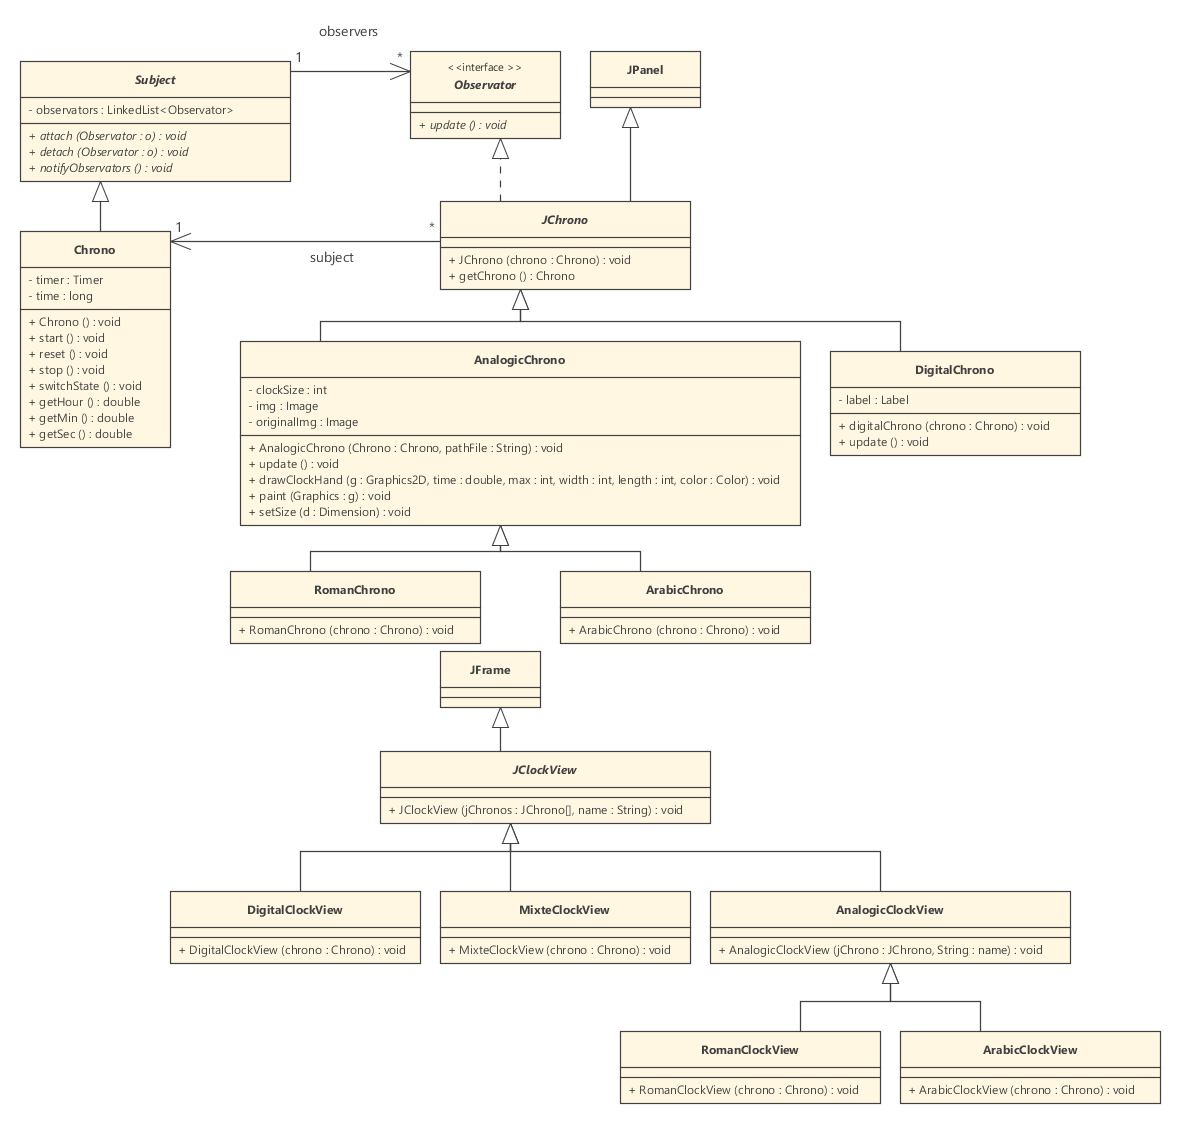 observers
1
*
Subject
- observators : LinkedList<Observator>
+ attach (Observator : o) : void
+ detach (Observator : o) : void
+ notifyObservators () : void
<<interface >>
Observator
+ update () : void
JPanel
JChrono
+ JChrono (chrono : Chrono) : void
+ getChrono () : Chrono
1
*
subject
Chrono
- timer : Timer
- time : long
+ Chrono () : void
+ start () : void
+ reset () : void
+ stop () : void
+ switchState () : void
+ getHour () : double
+ getMin () : double
+ getSec () : double
AnalogicChrono
- clockSize : int
- img : Image
- originalImg : Image
+ AnalogicChrono (Chrono : Chrono, pathFile : String) : void
+ update () : void
+ drawClockHand (g : Graphics2D, time : double, max : int, width : int, length : int, color : Color) : void
+ paint (Graphics : g) : void
+ setSize (d : Dimension) : void
DigitalChrono
- label : Label
+ digitalChrono (chrono : Chrono) : void
+ update () : void
RomanChrono
+ RomanChrono (chrono : Chrono) : void
ArabicChrono
+ ArabicChrono (chrono : Chrono) : void
JFrame
JClockView
+ JClockView (jChronos : JChrono[], name : String) : void
DigitalClockView
+ DigitalClockView (chrono : Chrono) : void
MixteClockView
+ MixteClockView (chrono : Chrono) : void
AnalogicClockView
+ AnalogicClockView (jChrono : JChrono, String : name) : void
RomanClockView
+ RomanClockView (chrono : Chrono) : void
ArabicClockView
+ ArabicClockView (chrono : Chrono) : void